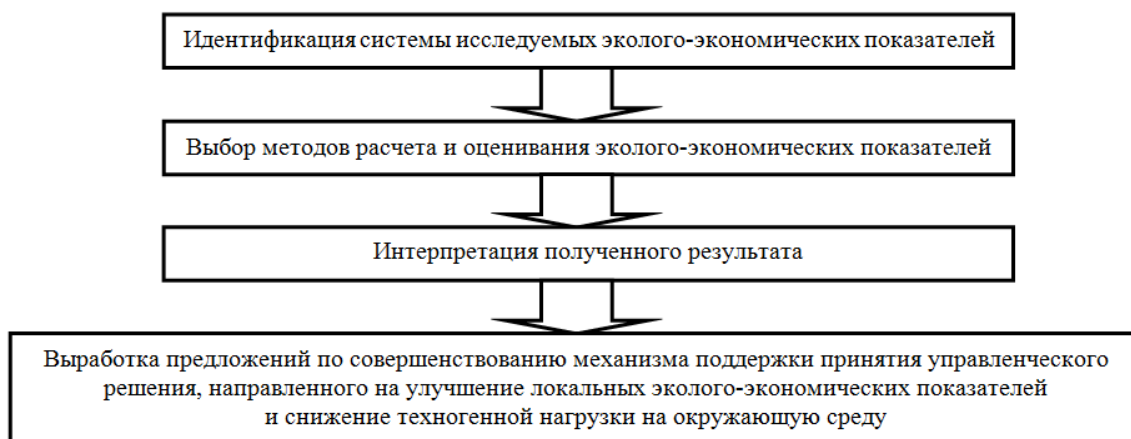 Идентификация системы исследуемых эколого-экономических показателей
Выбор методов расчета и оценивания эколого-экономических показателей
Интерпретация полученного результата
Выработка предложений по совершенствованию механизма поддержки принятия управленческого
решения, направленного на улучшение локальных эколого-экономических показателей
и снижение техногенной нагрузки на окружающую среду